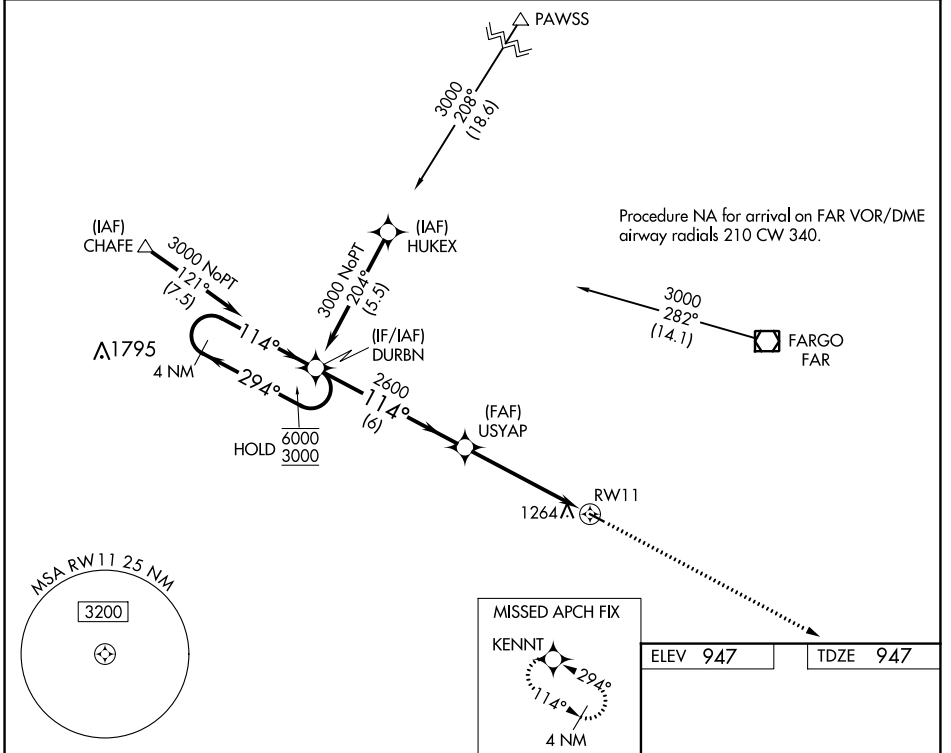 PAWSS
3000
208°
(18.6)
(IAF)
CHAFE
3000 NoPT
121°
(7.5)
(IAF)
HUKEX
3000 NoPT
204°
(5.5)
Procedure NA for arrival on FAR VOR/DME
airway radials 210 CW 340.
3000
282°
(14.1)
FARGO
FAR
1795
4 NM
114°
294°
(IF/IAF)
DURBN
HOLD
6000
3000
2600
114°
(6)
(FAF)
USYAP
1264
RW11
MSA RW11 25 NM
3200
MISSED APCH FIX
KENNT
294°
114°
4 NM
ELEV 947
TDZE 947